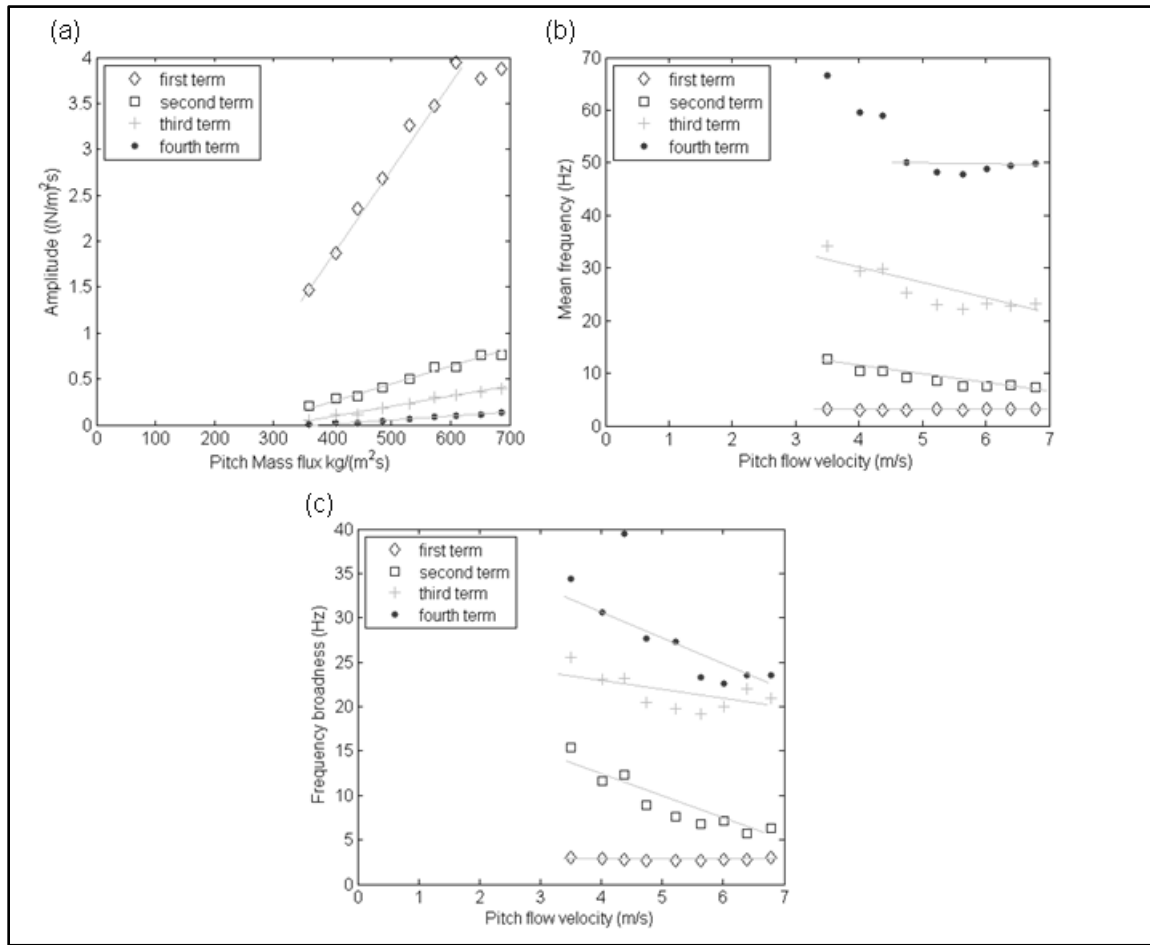 (a)
first term
second term
third term
fourth term
Amplitude ((N/m)²s)
4
3.5
3
2.5
2
1.5
1
0.5
0
0 100 200 300 400 500 600 700
Pitch Mass flux kg/(m²s)
(b)
first term
second term
third term
fourth term
Mean frequency (Hz)
70
60
50
40
30
20
10
0
0 1 2 3 4 5 6 7
Pitch flow velocity (m/s)
(c)
first term
second term
third term
fourth term
Frequency broadness (Hz)
40
35
30
25
20
15
10
5
0
0 1 2 3 4 5 6 7
Pitch flow velocity (m/s)